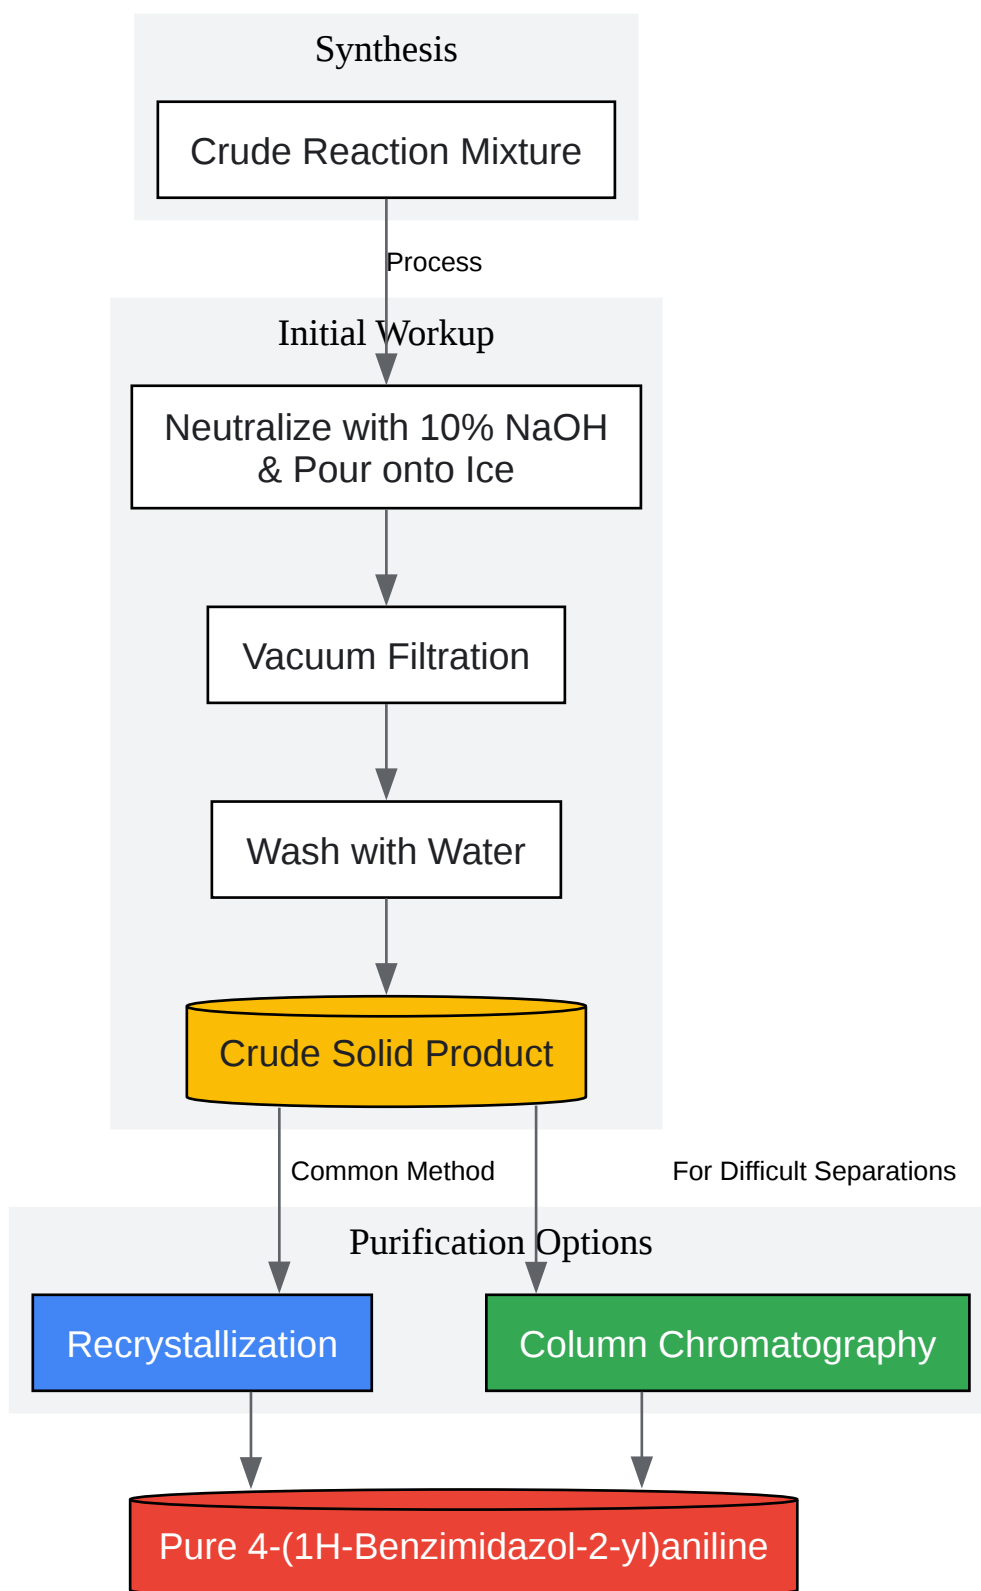 Synthesis
Crude Reaction Mixture
Process
Initial Workup
Neutralize with 10% NaOH
& Pour onto Ice
Vacuum Filtration
Wash with Water
Crude Solid Product
Common Method
For Difficult Separations
Purification Options
Recrystallization
Column Chromatography
Pure 4-(1H-Benzimidazol-2-yl)aniline